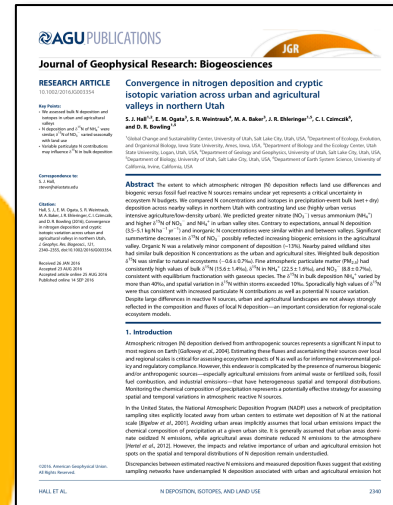 AGU PUBLICATIONS
JGR
Journal of Geophysical Research: Biogeosciences
RESEARCH ARTICLE
10.1002/2016JG003354
Key Points:
• We assessed bulk N deposition and
isotopes in urban and agricultural
valleys
• N deposition and δ¹⁵N of NH₄⁺ were
similar, δ¹⁵N of NO₃⁻ varied seasonally
with land use
• Variable particulate N contributions
may influence δ¹⁵N in bulk deposition
Correspondence to:
S. J. Hall,
stevenjh@iastate.edu
Citation:
Hall, S. J., E. M. Ogata, S. R. Weintraub,
M. A. Baker, J. R. Ehleringer, C. I. Czimczik,
and D. R. Bowling (2016), Convergence
in nitrogen deposition and cryptic
isotopic variation across urban and
agricultural valleys in northern Utah,
J. Geophys. Res. Biogeosci., 121,
2340–2355, doi:10.1002/2016JG003354.
Received 26 JAN 2016
Accepted 23 AUG 2016
Accepted article online 25 AUG 2016
Published online 14 SEP 2016
©2016. American Geophysical Union.
All Rights Reserved.
Convergence in nitrogen deposition and cryptic
isotopic variation across urban and agricultural
valleys in northern Utah
S. J. Hall¹,², E. M. Ogata³, S. R. Weintraub⁴, M. A. Baker³, J. R. Ehleringer¹,⁵, C. I. Czimczik⁶,
and D. R. Bowling¹,⁵
¹Global Change and Sustainability Center, University of Utah, Salt Lake City, Utah, USA, ²Department of Ecology, Evolution,
and Organismal Biology, Iowa State University, Ames, Iowa, USA, ³Department of Biology and the Ecology Center, Utah
State University, Logan, Utah, USA, ⁴Department of Geology and Geophysics, University of Utah, Salt Lake City, Utah, USA,
⁵Department of Biology, University of Utah, Salt Lake City, Utah, USA, ⁶Department of Earth System Science, University of
California, Irvine, California, USA
Abstract The extent to which atmospheric nitrogen (N) deposition reflects land use differences and
biogenic versus fossil fuel reactive N sources remains unclear yet represents a critical uncertainty in
ecosystem N budgets. We compared N concentrations and isotopes in precipitation-event bulk (wet + dry)
deposition across nearby valleys in northern Utah with contrasting land use (highly urban versus
intensive agriculture/low-density urban). We predicted greater nitrate (NO₃⁻) versus ammonium (NH₄⁺)
and higher δ¹⁵N of NO₃⁻ and NH₄⁺ in urban valley sites. Contrary to expectations, annual N deposition
(3.5–5.1 kg N ha⁻¹ yr⁻¹) and inorganic N concentrations were similar within and between valleys. Significant
summertime decreases in δ¹⁵N of NO₃⁻ possibly reflected increasing biogenic emissions in the agricultural
valley. Organic N was a relatively minor component of deposition (~13%). Nearby paired wildland sites
had similar bulk deposition N concentrations as the urban and agricultural sites. Weighted bulk deposition
δ¹⁵N was similar to natural ecosystems (−0.6 ± 0.7‰). Fine atmospheric particulate matter (PM₂.₅) had
consistently high values of bulk δ¹⁵N (15.6 ± 1.4‰), δ¹⁵N in NH₄⁺ (22.5 ± 1.6‰), and NO₃⁻ (8.8 ± 0.7‰),
consistent with equilibrium fractionation with gaseous species. The δ¹⁵N in bulk deposition NH₄⁺ varied by
more than 40‰, and spatial variation in δ¹⁵N within storms exceeded 10‰. Sporadically high values of δ¹⁵N
were thus consistent with increased particulate N contributions as well as potential N source variation.
Despite large differences in reactive N sources, urban and agricultural landscapes are not always strongly
reflected in the composition and fluxes of local N deposition—an important consideration for regional-scale
ecosystem models.
1. Introduction
Atmospheric nitrogen (N) deposition derived from anthropogenic sources represents a significant N input to
most regions on Earth [Galloway et al., 2004]. Estimating these fluxes and ascertaining their sources over local
and regional scales is critical for assessing ecosystem impacts of N as well as for informing environmental pol-
icy and regulatory compliance. However, this endeavor is complicated by the presence of numerous biogenic
and/or anthropogenic sources—especially agricultural emissions from animal waste or fertilized soils, fossil
fuel combustion, and industrial emissions—that have heterogeneous spatial and temporal distributions.
Monitoring the chemical composition of precipitation represents a potentially effective strategy for assessing
spatial and temporal variations in atmospheric reactive N sources.
In the United States, the National Atmospheric Deposition Program (NADP) uses a network of precipitation
sampling sites explicitly located away from urban centers to estimate wet deposition of N at the national
scale [Bigelow et al., 2001]. Avoiding urban areas implicitly assumes that local urban emissions impact the
chemical composition of precipitation at a given urban site. It is generally assumed that urban areas domi-
nate oxidized N emissions, while agricultural areas dominate reduced N emissions to the atmosphere
[Hertel et al., 2012]. However, the impacts and relative importance of urban and agricultural emission hot
spots on the spatial and temporal distributions of N deposition remain understudied.
Discrepancies between estimated reactive N emissions and measured deposition fluxes suggest that existing
sampling networks have undersampled N deposition associated with urban and agricultural emission hot
HALL ET AL.
N DEPOSITION, ISOTOPES, AND LAND USE
2340